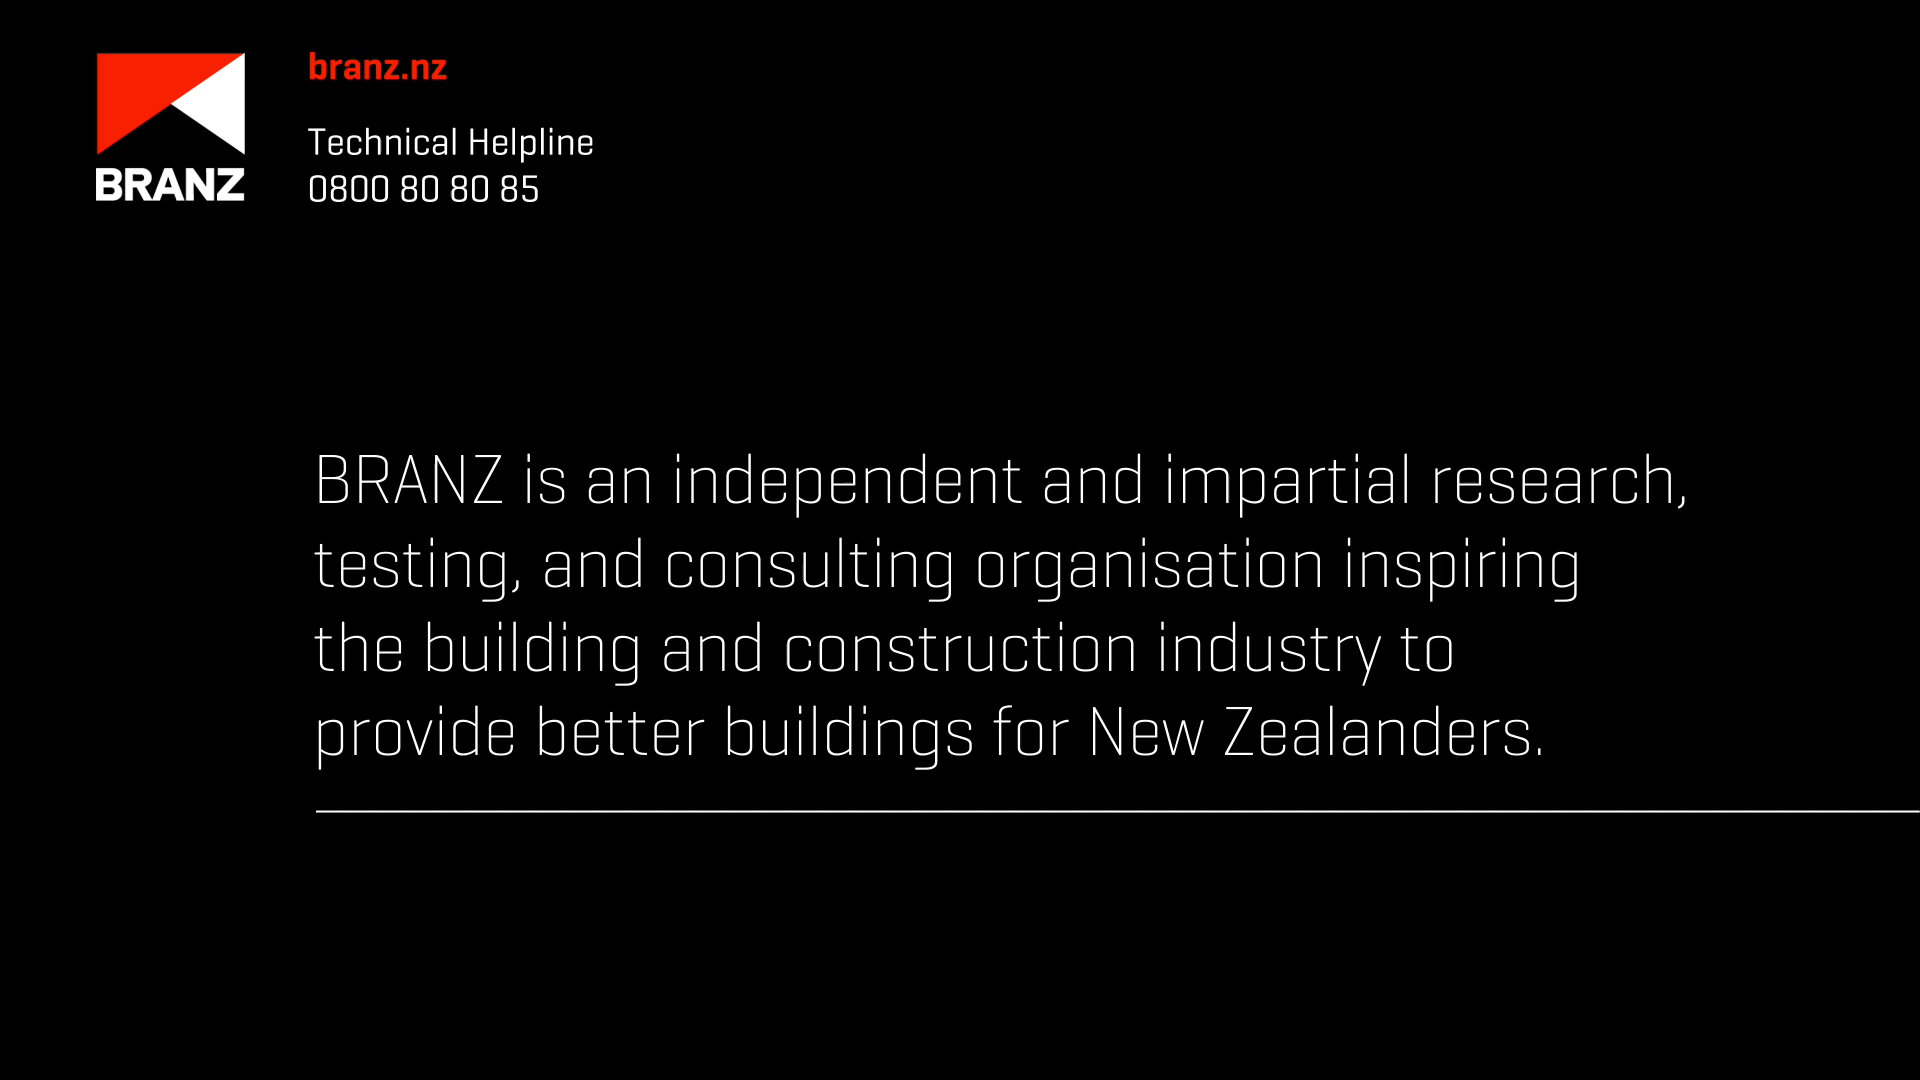 branz.nz
Technical Helpline
0800 80 80 85
BRANZ
BRANZ is an independent and impartial research,
testing, and consulting organisation inspiring
the building and construction industry to
provide better buildings for New Zealanders.